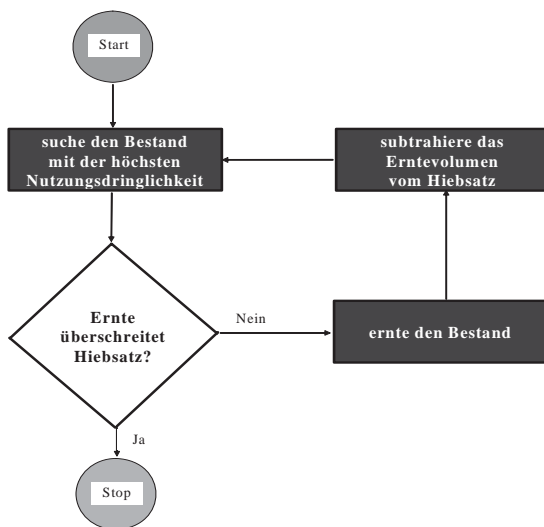 Start
suche den Bestand
mit der höchsten
Nutzungsdringlichkeit
subtrahiere das
Erntevolumen
vom Hiebsatz
Ernte
überschreitet
Hiebsatz?
Nein
ernte den Bestand
Ja
Stop